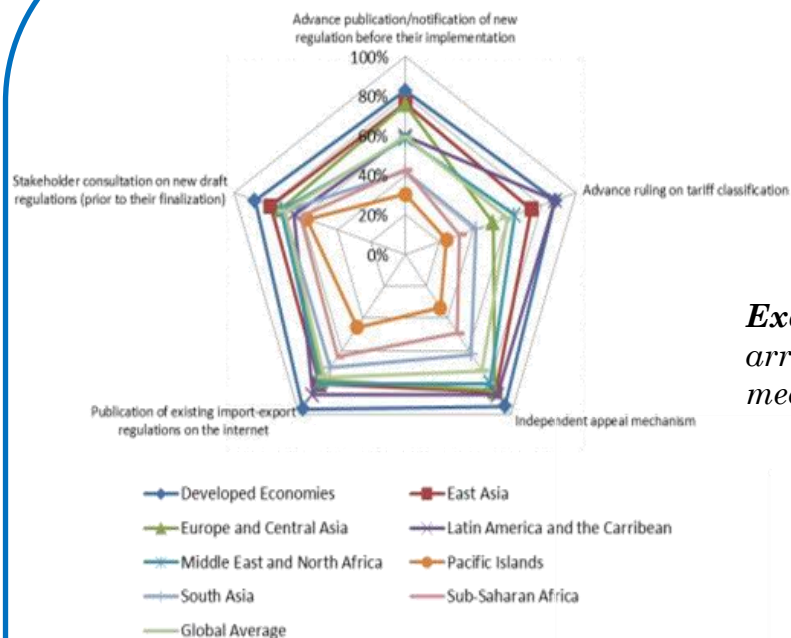 Advance publication/notification of new
regulation before their implementation
100%
80%
60%
40%
20%
0%
Stakeholder consultation on new draft
regulations (prior to their finalization)
Advance ruling on tariff classification
Publication of existing import-export
regulations on the internet
Independent appeal mechanism
Developed Economies
East Asia
Europe and Central Asia
Latin America and the Carribean
Middle East and North Africa
Pacific Islands
South Asia
Sub-Saharan Africa
Global Average